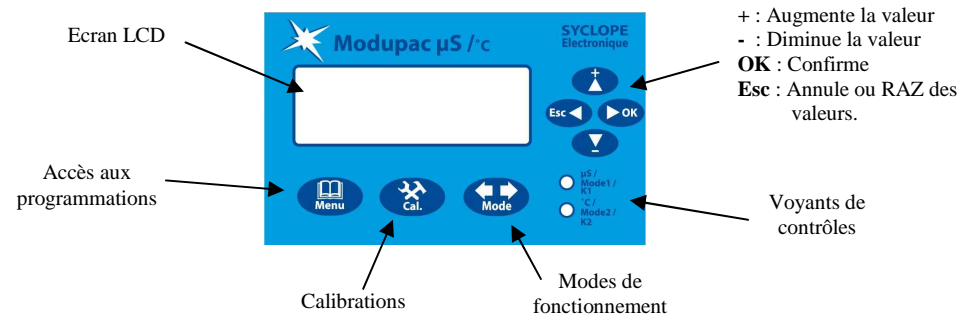 Ecran LCD
Modupac µS /°c
SYCLOPE
Electronique
+ : Augmente la valeur
- : Diminue la valeur
OK : Confirme
Esc : Annule ou RAZ des
valeurs.
+
Esc
OK
-
Accès aux
programmations
Menu
Cal.
Mode
µS /
Mode1 /
K1
°C /
Mode2 /
K2
Voyants de
contrôles
Calibrations
Modes de
fonctionnement